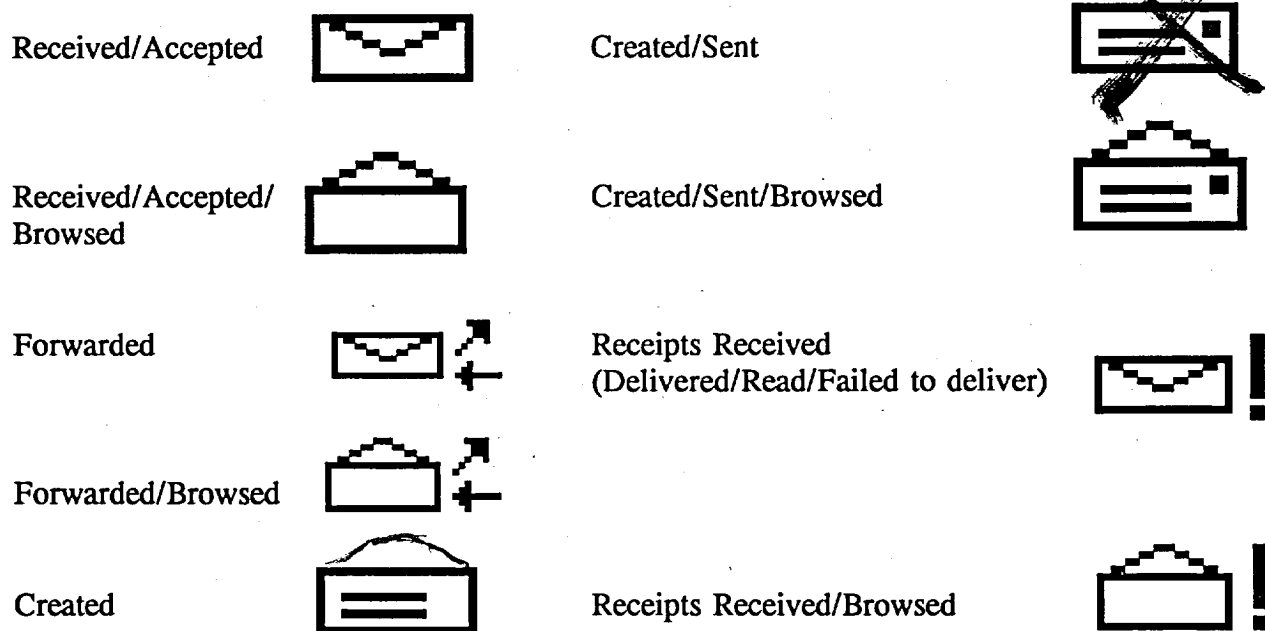 Received/Accepted
Created/Sent
Received/Accepted/
Browsed
Created/Sent/Browsed
Forwarded
Receipts Received
(Delivered/Read/Failed to deliver)
Forwarded/Browsed
Created
Receipts Received/Browsed